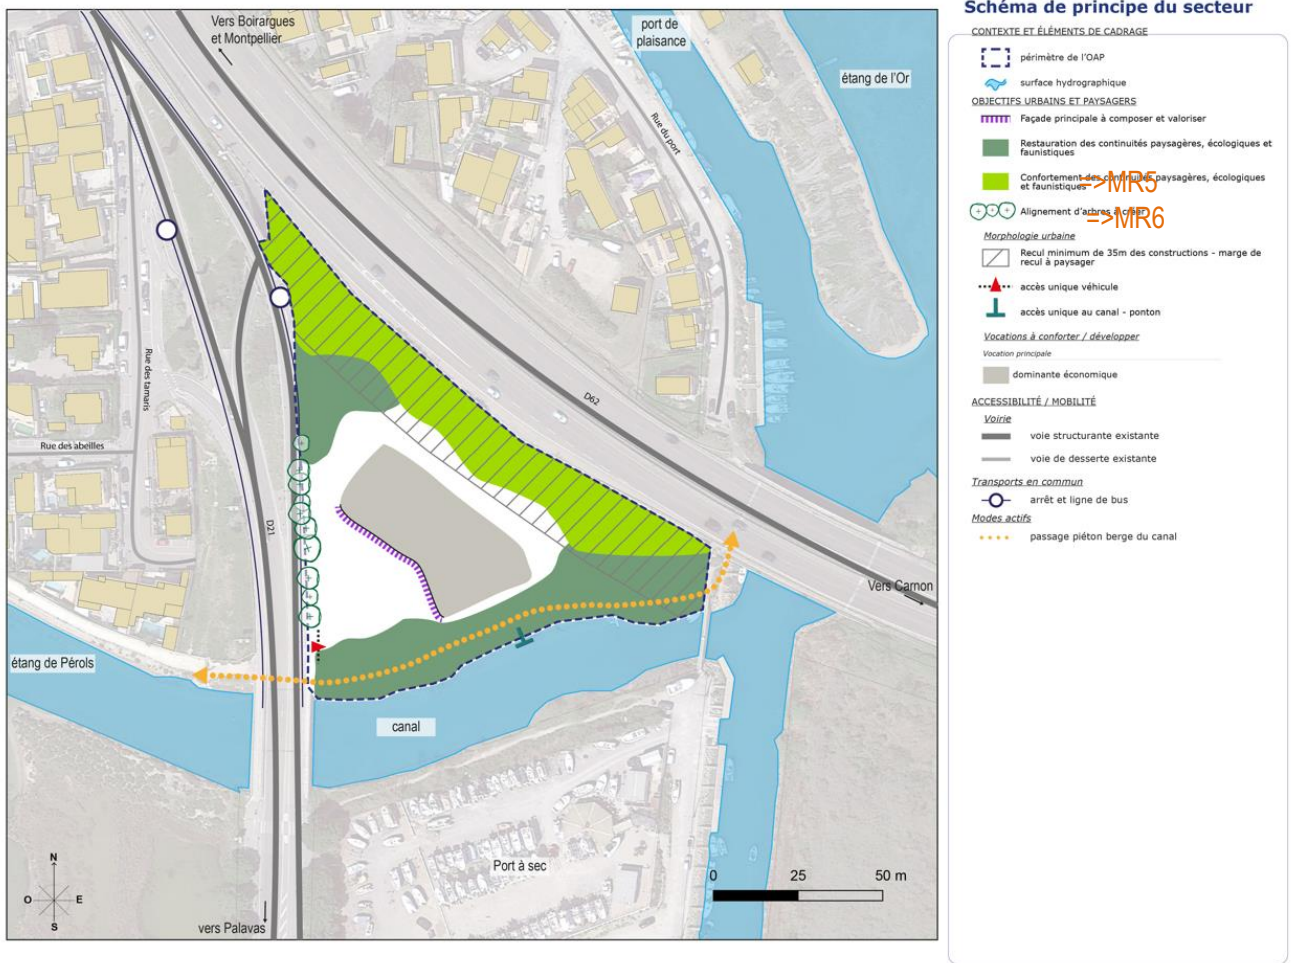 Vers Boirargues
et Montpellier
port de
plaisance
étang de l'Or
Rue du port
Rue des tamaris
Rue des abeilles
D62
D21
Vers Carnon
étang de Pérols
canal
Port à sec
vers Palavas
N
O
E
S
0 25 50 m
Schéma de principe du secteur
CONTEXTE ET ÉLÉMENTS DE CADRAGE
périmètre de l'OAP
surface hydrographique
OBJECTIFS URBAINS ET PAYSAGERS
Façade principale à composer et valoriser
Restauration des continuités paysagères, écologiques et
faunistiques
Confortement des continuités paysagères, écologiques
et faunistiques
=>MR5
Alignement d'arbres à créer
=>MR6
Morphologie urbaine
Recul minimum de 35m des constructions - marge de
recul à paysager
accès unique véhicule
accès unique au canal - ponton
Vocations à conforter / développer
Vocation principale
dominante économique
ACCESSIBILITÉ / MOBILITÉ
Voirie
voie structurante existante
voie de desserte existante
Transports en commun
arrêt et ligne de bus
Modes actifs
passage piéton berge du canal